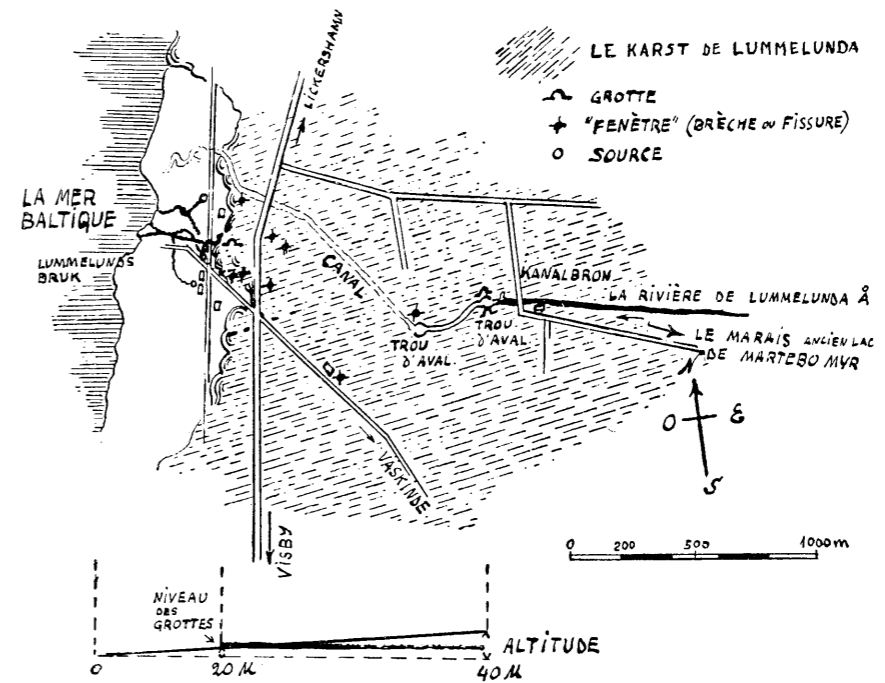 LE KARST DE LUMMELUNDA
GROTTE
"FENÈTRE" (BRÈCHE OU FISSURE)
SOURCE
LICKERSHAMN
LA MER
BALTIQUE
LUMMELUNDS
BRUK
CANAL
KANALBRON
LA RIVIÈRE DE LUMMELUNDA Å
TROU
D'AVAL
TROU
D'AVAL
LE MARAIS ANCIEN LAC
DE MARTEBO MYR
N
O E
S
VÄSKINDE
VISBY
0 200 500 1000m
NIVEAU
DES
GROTTES
ALTITUDE
0 20 M 40 M